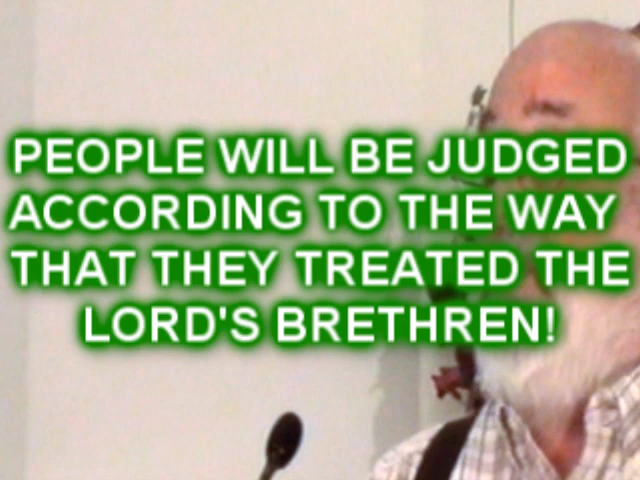 PEOPLE WILL BE JUDGED
ACCORDING TO THE WAY
THAT THEY TREATED THE
LORD'S BRETHREN!